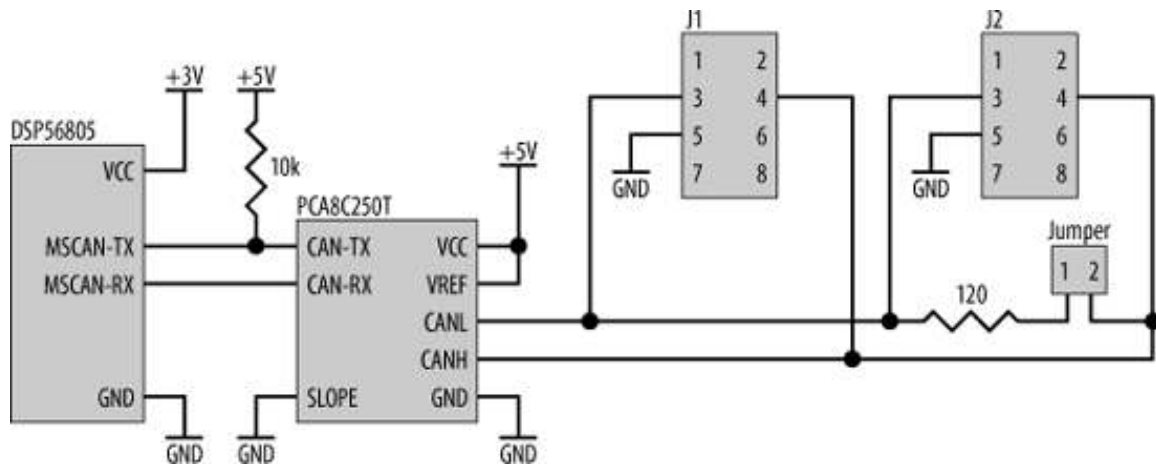 J1
J2
+3V
+5V
1 2
3 4
5 6
7 8
1 2
3 4
5 6
7 8
DSP56805
VCC
10k
+5V
GND
GND
PCA8C250T
MSCAN-TX
CAN-TX
VCC
Jumper
1 2
MSCAN-RX
CAN-RX
VREF
120
CANL
CANH
GND
SLOPE
GND
GND
GND
GND